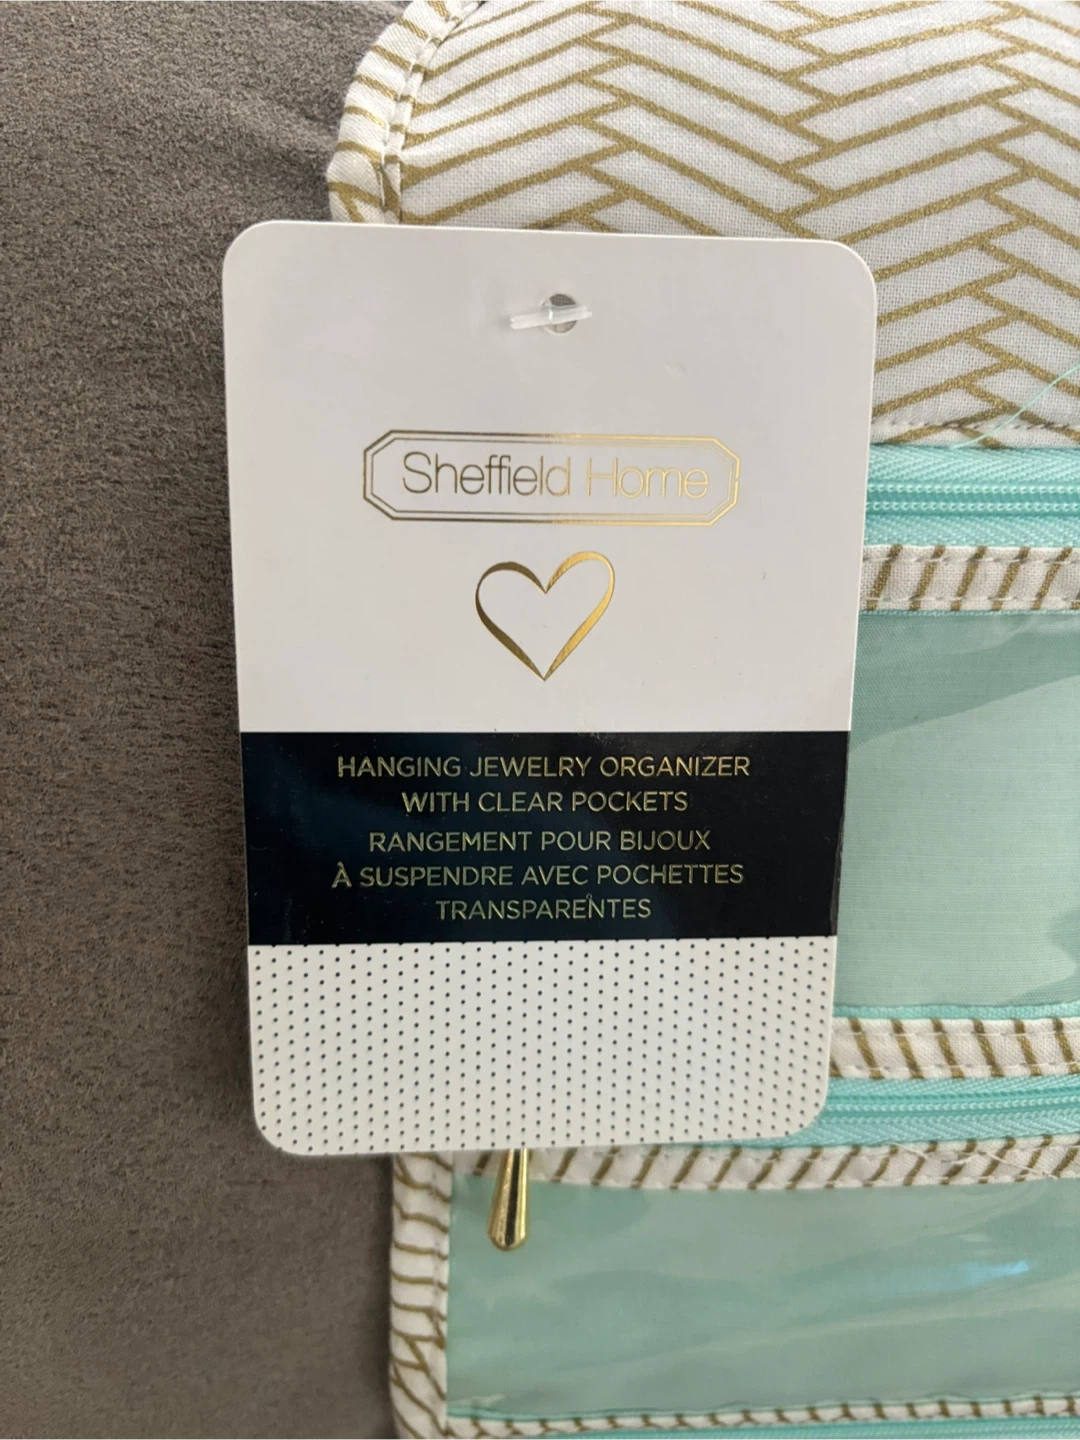 Sheffield Home
HANGING JEWELRY ORGANIZER
WITH CLEAR POCKETS
RANGEMENT POUR BIJOUX
À SUSPENDRE AVEC POCHETTES
TRANSPARENTES